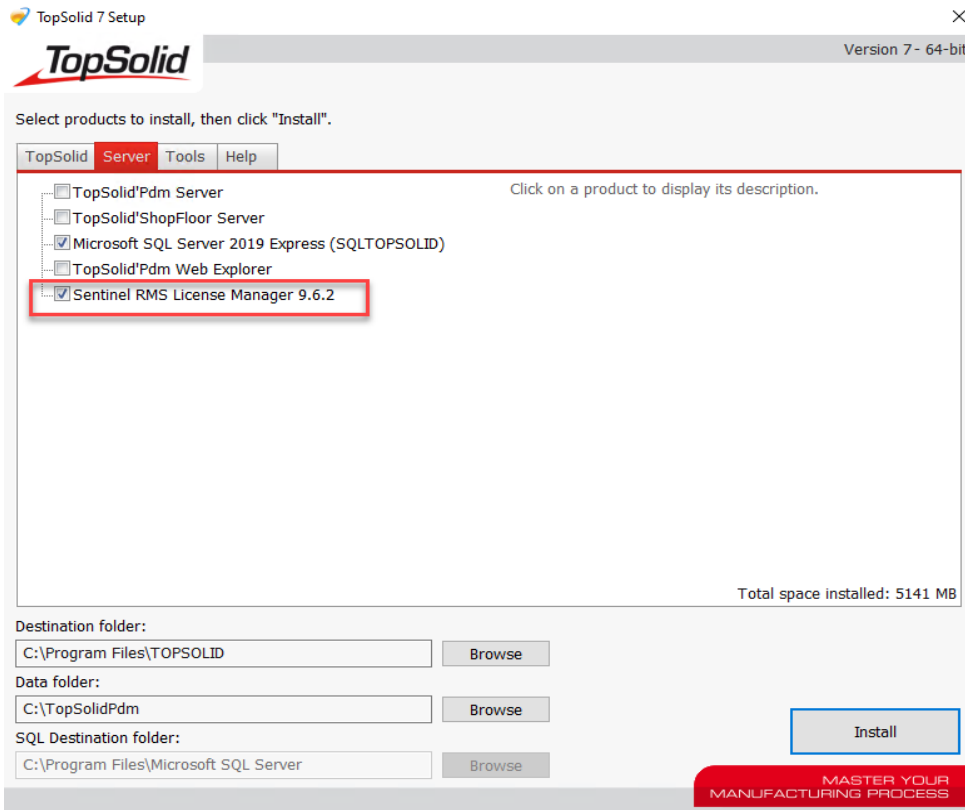 TopSolid 7 Setup
TopSolid
Version 7 - 64-bit
Select products to install, then click "Install".
TopSolid Server Tools Help
TopSolid'Pdm Server
Click on a product to display its description.
TopSolid'ShopFloor Server
Microsoft SQL Server 2019 Express (SQLTOPSOLID)
TopSolid'Pdm Web Explorer
Sentinel RMS License Manager 9.6.2
Total space installed: 5141 MB
Destination folder:
C:\Program Files\TOPSOLID Browse
Data folder:
C:\TopSolidPdm Browse
SQL Destination folder:
Install
C:\Program Files\Microsoft SQL Server Browse
MASTER YOUR
MANUFACTURING PROCESS